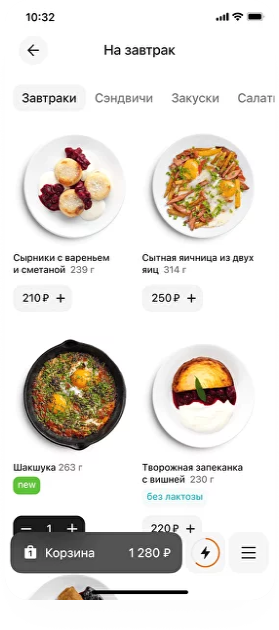 10:32
На завтрак
Завтраки Сэндвичи Закуски Салаты
Сырники с вареньем
и сметаной 239 г
210 ₽ +
Сытная яичница из двух
яиц 314 г
250 ₽ +
Шакшука 263 г
new
− 1 +
Творожная запеканка
с вишней 230 г
без лактозы
220 ₽ +
1 Корзина 1 280 ₽